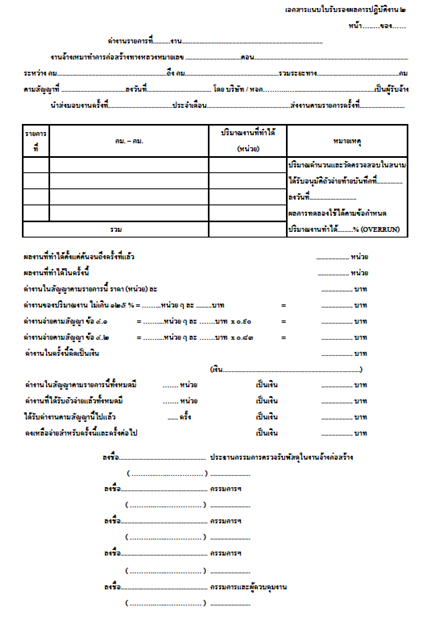 เอกสารแนบใบรับรองผลการปฏิบัติงาน ๒
หน้า........ของ......
ค่างานรายการที่.........งาน..............................................................
งานจ้างเหมาทำการก่อสร้างทางหลวงหมายเลข ........................ตอน..............................................................
ระหว่าง กม.............................................ถึง กม.............................................รวมระยะทาง.............................................กม
ตามสัญญาที่ ..........................ลงวันที่.......................... โดย บริษัท / หจก..........................................เป็นผู้รับจ้าง
นำส่งมอบงานครั้งที่..........................ประจำเดือน..................................ส่งงานตามรายการครั้งที่..................
รายการที่ กม. – กม. ปริมาณงานที่ทำได้ (หน่วย) หมายเหตุ
ปริมาณคำนวณและวัดตรวจสอบในสนาม
ได้รับอนุมัติถัวจ่ายท้ายบันทึกที่..............
ลงวันที่........................
ผลการทดลองใช้ได้ตามข้อกำหนด
รวม ปริมาณงานทำได้........% (OVERRUN)
ผลงานที่ทำได้ตั้งแต่ต้นจนถึงครั้งที่แล้ว .............. หน่วย
ผลงานที่ทำได้ในครั้งนี้ .............. หน่วย
ค่างานในสัญญาตามรายการนี้ ราคา (หน่วย) ละ .............. บาท
ค่างานของปริมาณงาน ไม่เกิน ๑๒๕ % = .........หน่วย ๆ ละ .........บาท = .............. บาท
ค่างานจ่ายตามสัญญา ข้อ ๙.๑ = ..........หน่วย ๆ ละ .......บาท x ๐.๙๐ = .............. บาท
ค่างานจ่ายตามสัญญา ข้อ ๙.๒ = ..........หน่วย ๆ ละ .......บาท x ๐.๘๓ = .............. บาท
ค่างานในครั้งนี้คิดเป็นเงิน .............. บาท
(เงิน..............................................................)
ค่างานในสัญญาตามรายการนี้ทั้งหมดมี ....... หน่วย เป็นเงิน .............. บาท
ค่างานที่ได้รับถัวจ่ายแล้วทั้งหมดมี ....... หน่วย เป็นเงิน .............. บาท
ได้รับค่างานตามสัญญานี้ไปแล้ว ..... ครั้ง เป็นเงิน .............. บาท
คงเหลือจ่ายสำหรับครั้งนี้และครั้งต่อไป เป็นเงิน .............. บาท
ลงชื่อ.................................. ประธานกรรมการตรวจรับพัสดุในงานจ้างก่อสร้าง
( ............................ ) ................
ลงชื่อ.................................. กรรมการฯ
( ............................ ) ................
ลงชื่อ.................................. กรรมการฯ
( ............................ ) ................
ลงชื่อ.................................. กรรมการฯ
( ............................ ) ................
ลงชื่อ.................................. กรรมการและผู้ควบคุมงาน
( ............................ ) ................